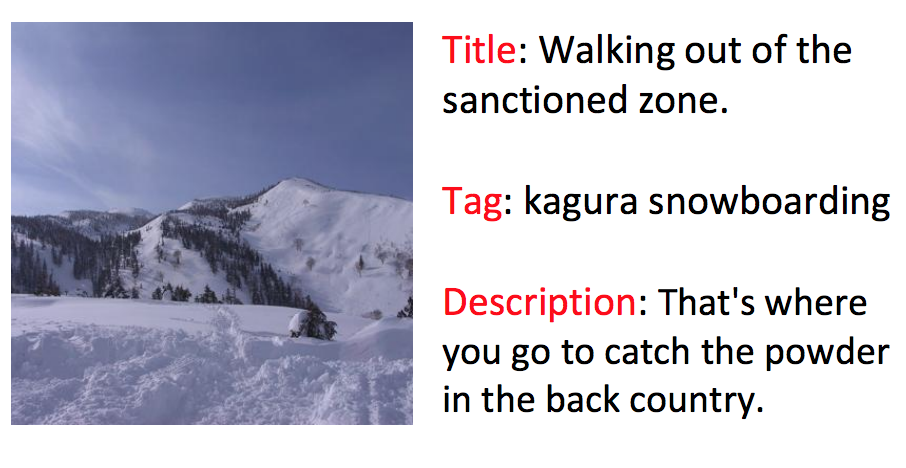 Title: Walking out of the
sanctioned zone.
Tag: kagura snowboarding
Description: That's where
you go to catch the powder
in the back country.